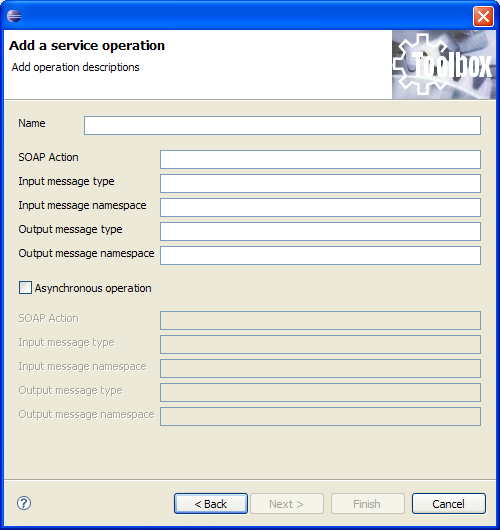 Add a service operation
Add operation descriptions
Toolbox
Name
SOAP Action
Input message type
Input message namespace
Output message type
Output message namespace
Asynchronous operation
SOAP Action
Input message type
Input message namespace
Output message type
Output message namespace
?
< Back
Next >
Finish
Cancel